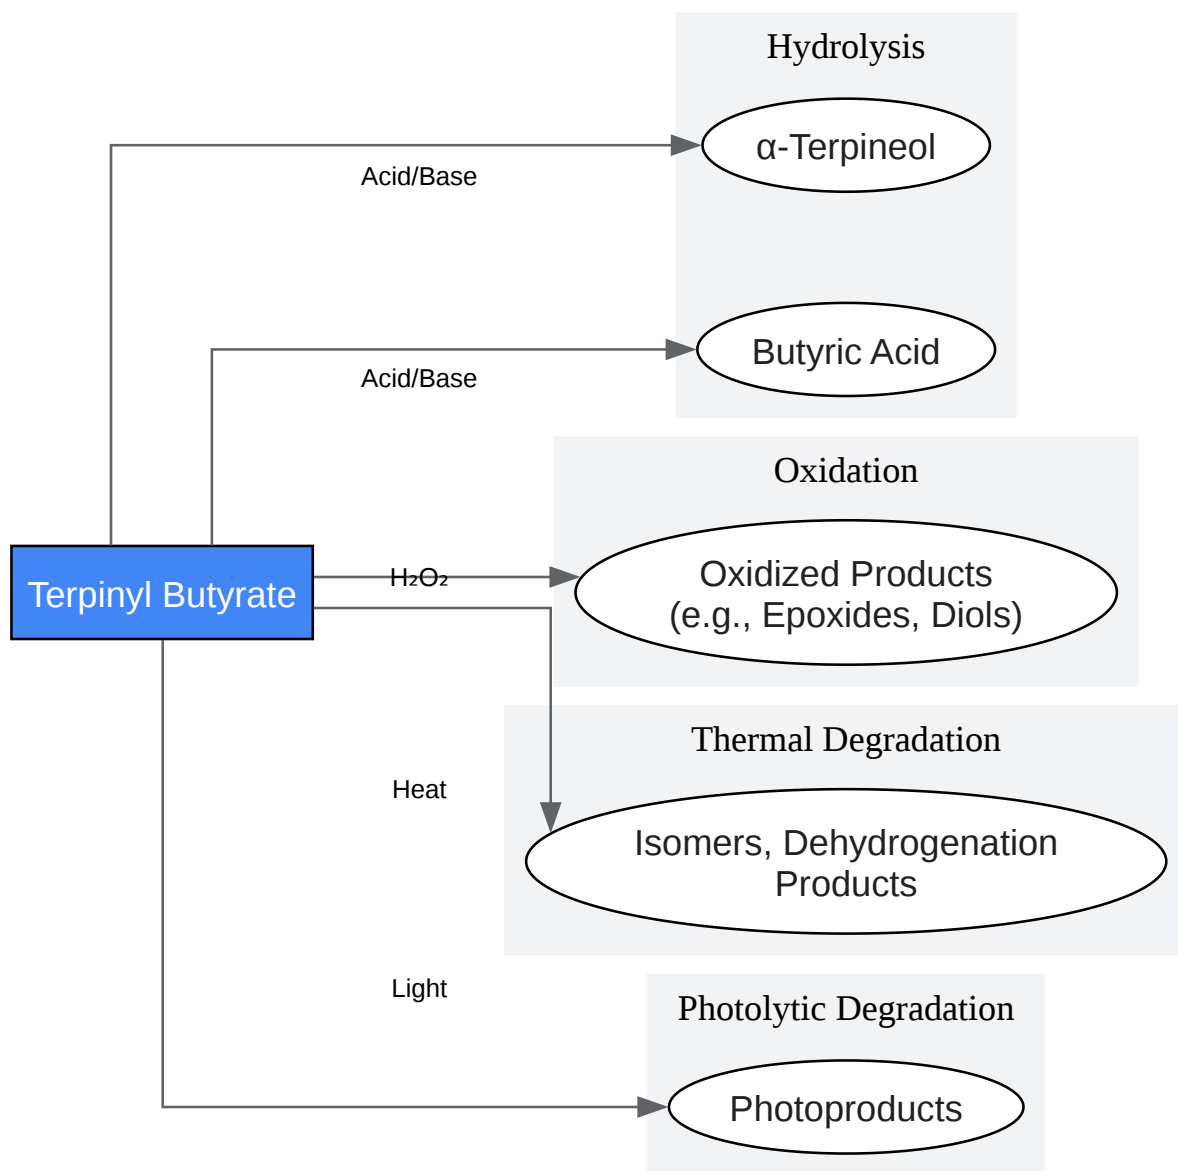 Hydrolysis
α-Terpineol
Acid/Base
Butyric Acid
Acid/Base
Oxidation
Terpinyl Butyrate
H₂O₂
Oxidized Products
(e.g., Epoxides, Diols)
Thermal Degradation
Heat
Isomers, Dehydrogenation
Products
Light
Photolytic Degradation
Photoproducts